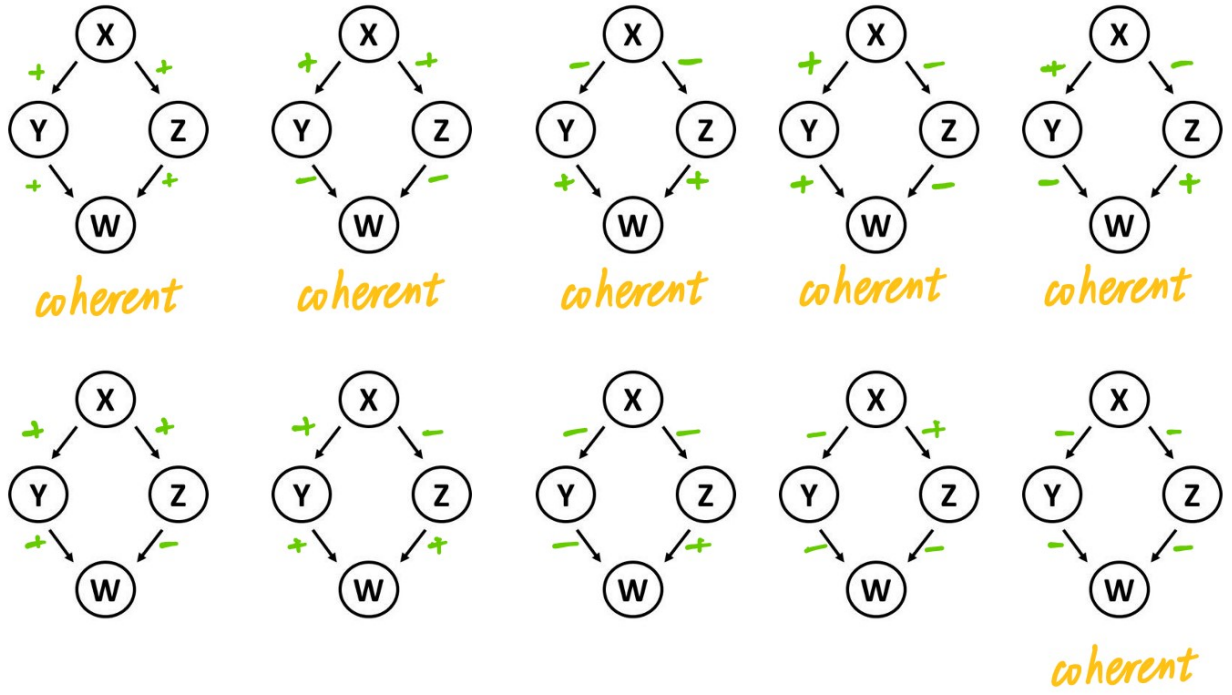 X X X X X
+ + + + - - + - + -
Y Z Y Z Y Z Y Z Y Z
+ + - - + + + - - +
W W W W W
coherent coherent coherent coherent coherent
X X X X X
+ + + - - - - + - -
Y Z Y Z Y Z Y Z Y Z
+ - + + - + - - - -
W W W W W
coherent